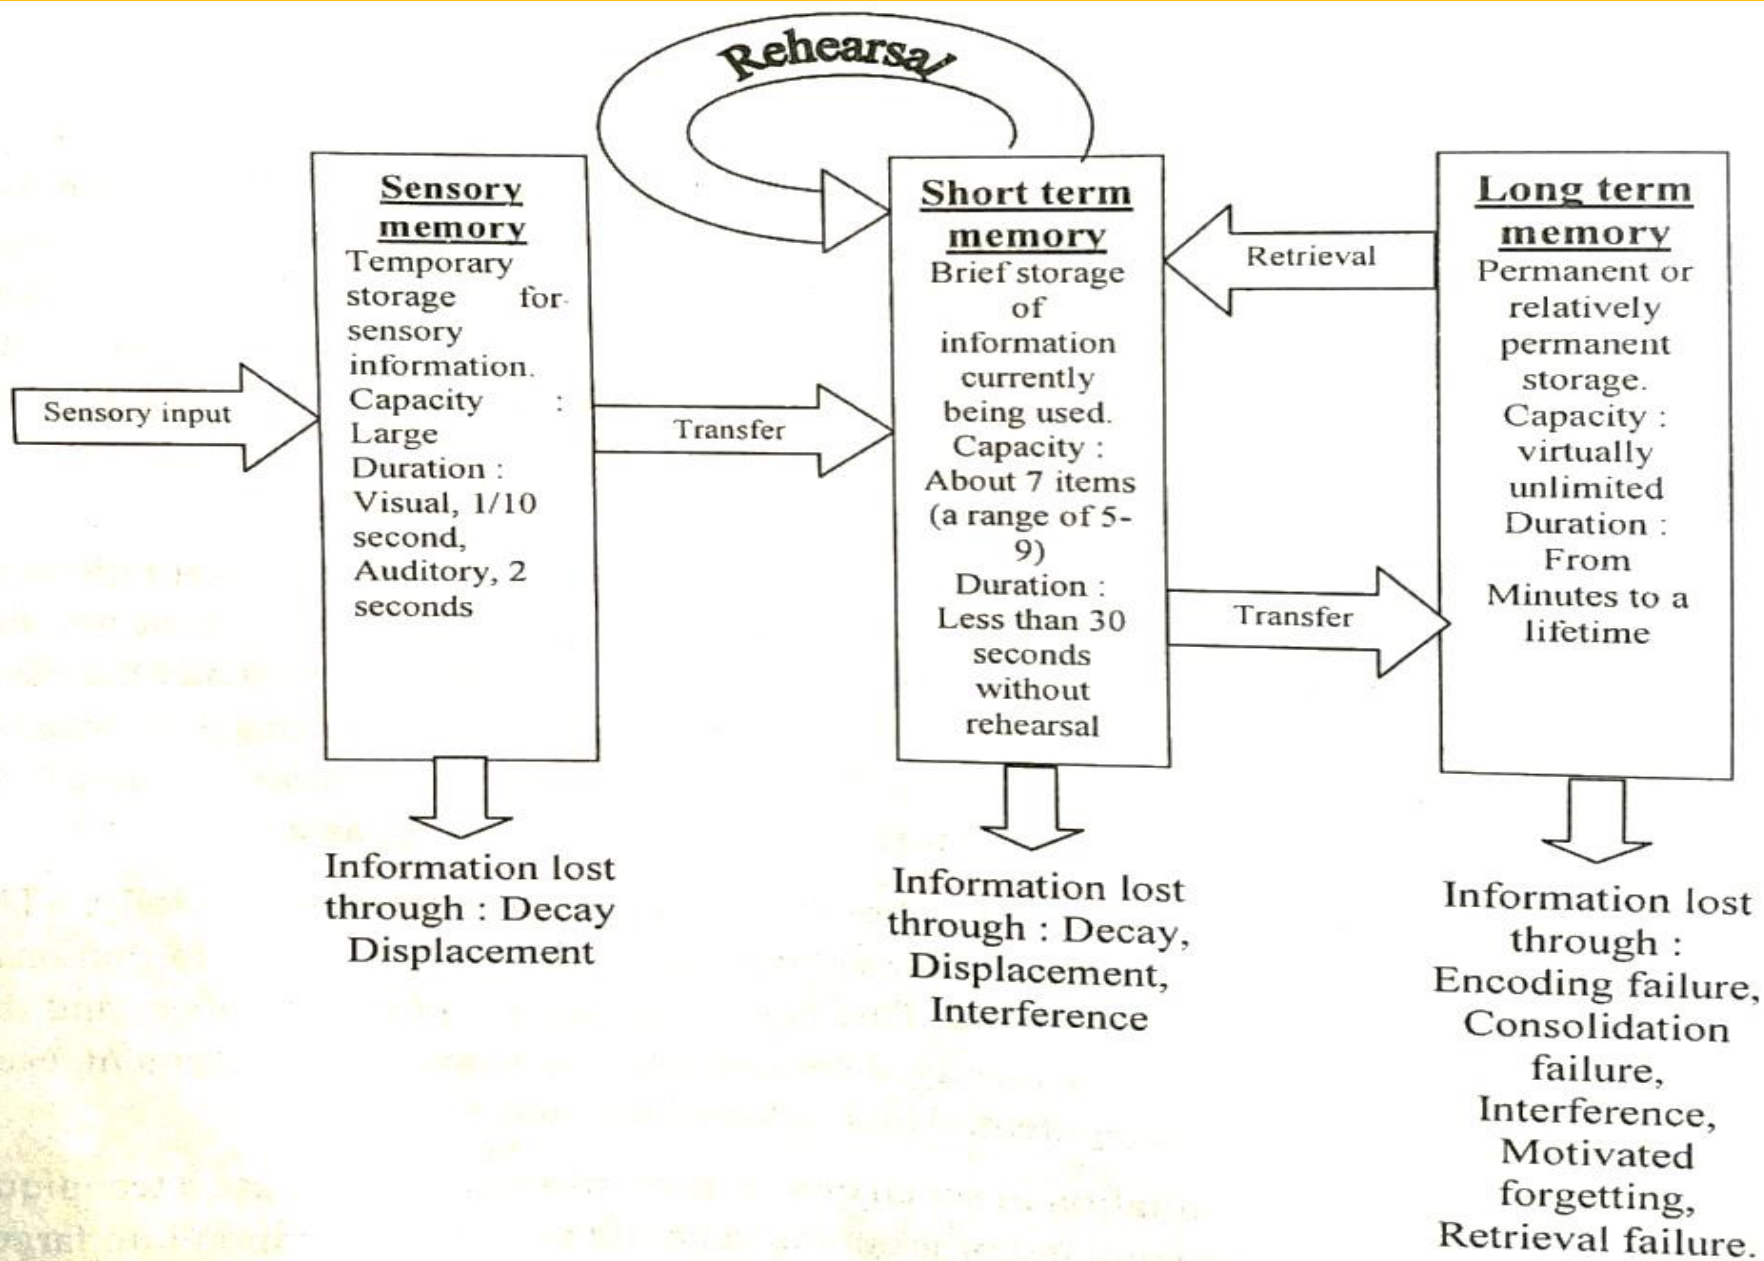 Rehearsal
Sensory
memory
Temporary
storage for
sensory
information.
Capacity :
Large
Duration :
Visual, 1/10
second,
Auditory, 2
seconds
Short term
memory
Brief storage
of
information
currently
being used.
Capacity :
About 7 items
(a range of 5-
9)
Duration :
Less than 30
seconds
without
rehearsal
Long term
memory
Permanent or
relatively
permanent
storage.
Capacity :
virtually
unlimited
Duration :
From
Minutes to a
lifetime
Sensory input
Transfer
Retrieval
Transfer
Information lost
through : Decay
Displacement
Information lost
through : Decay,
Displacement,
Interference
Information lost
through :
Encoding failure,
Consolidation
failure,
Interference,
Motivated
forgetting,
Retrieval failure.